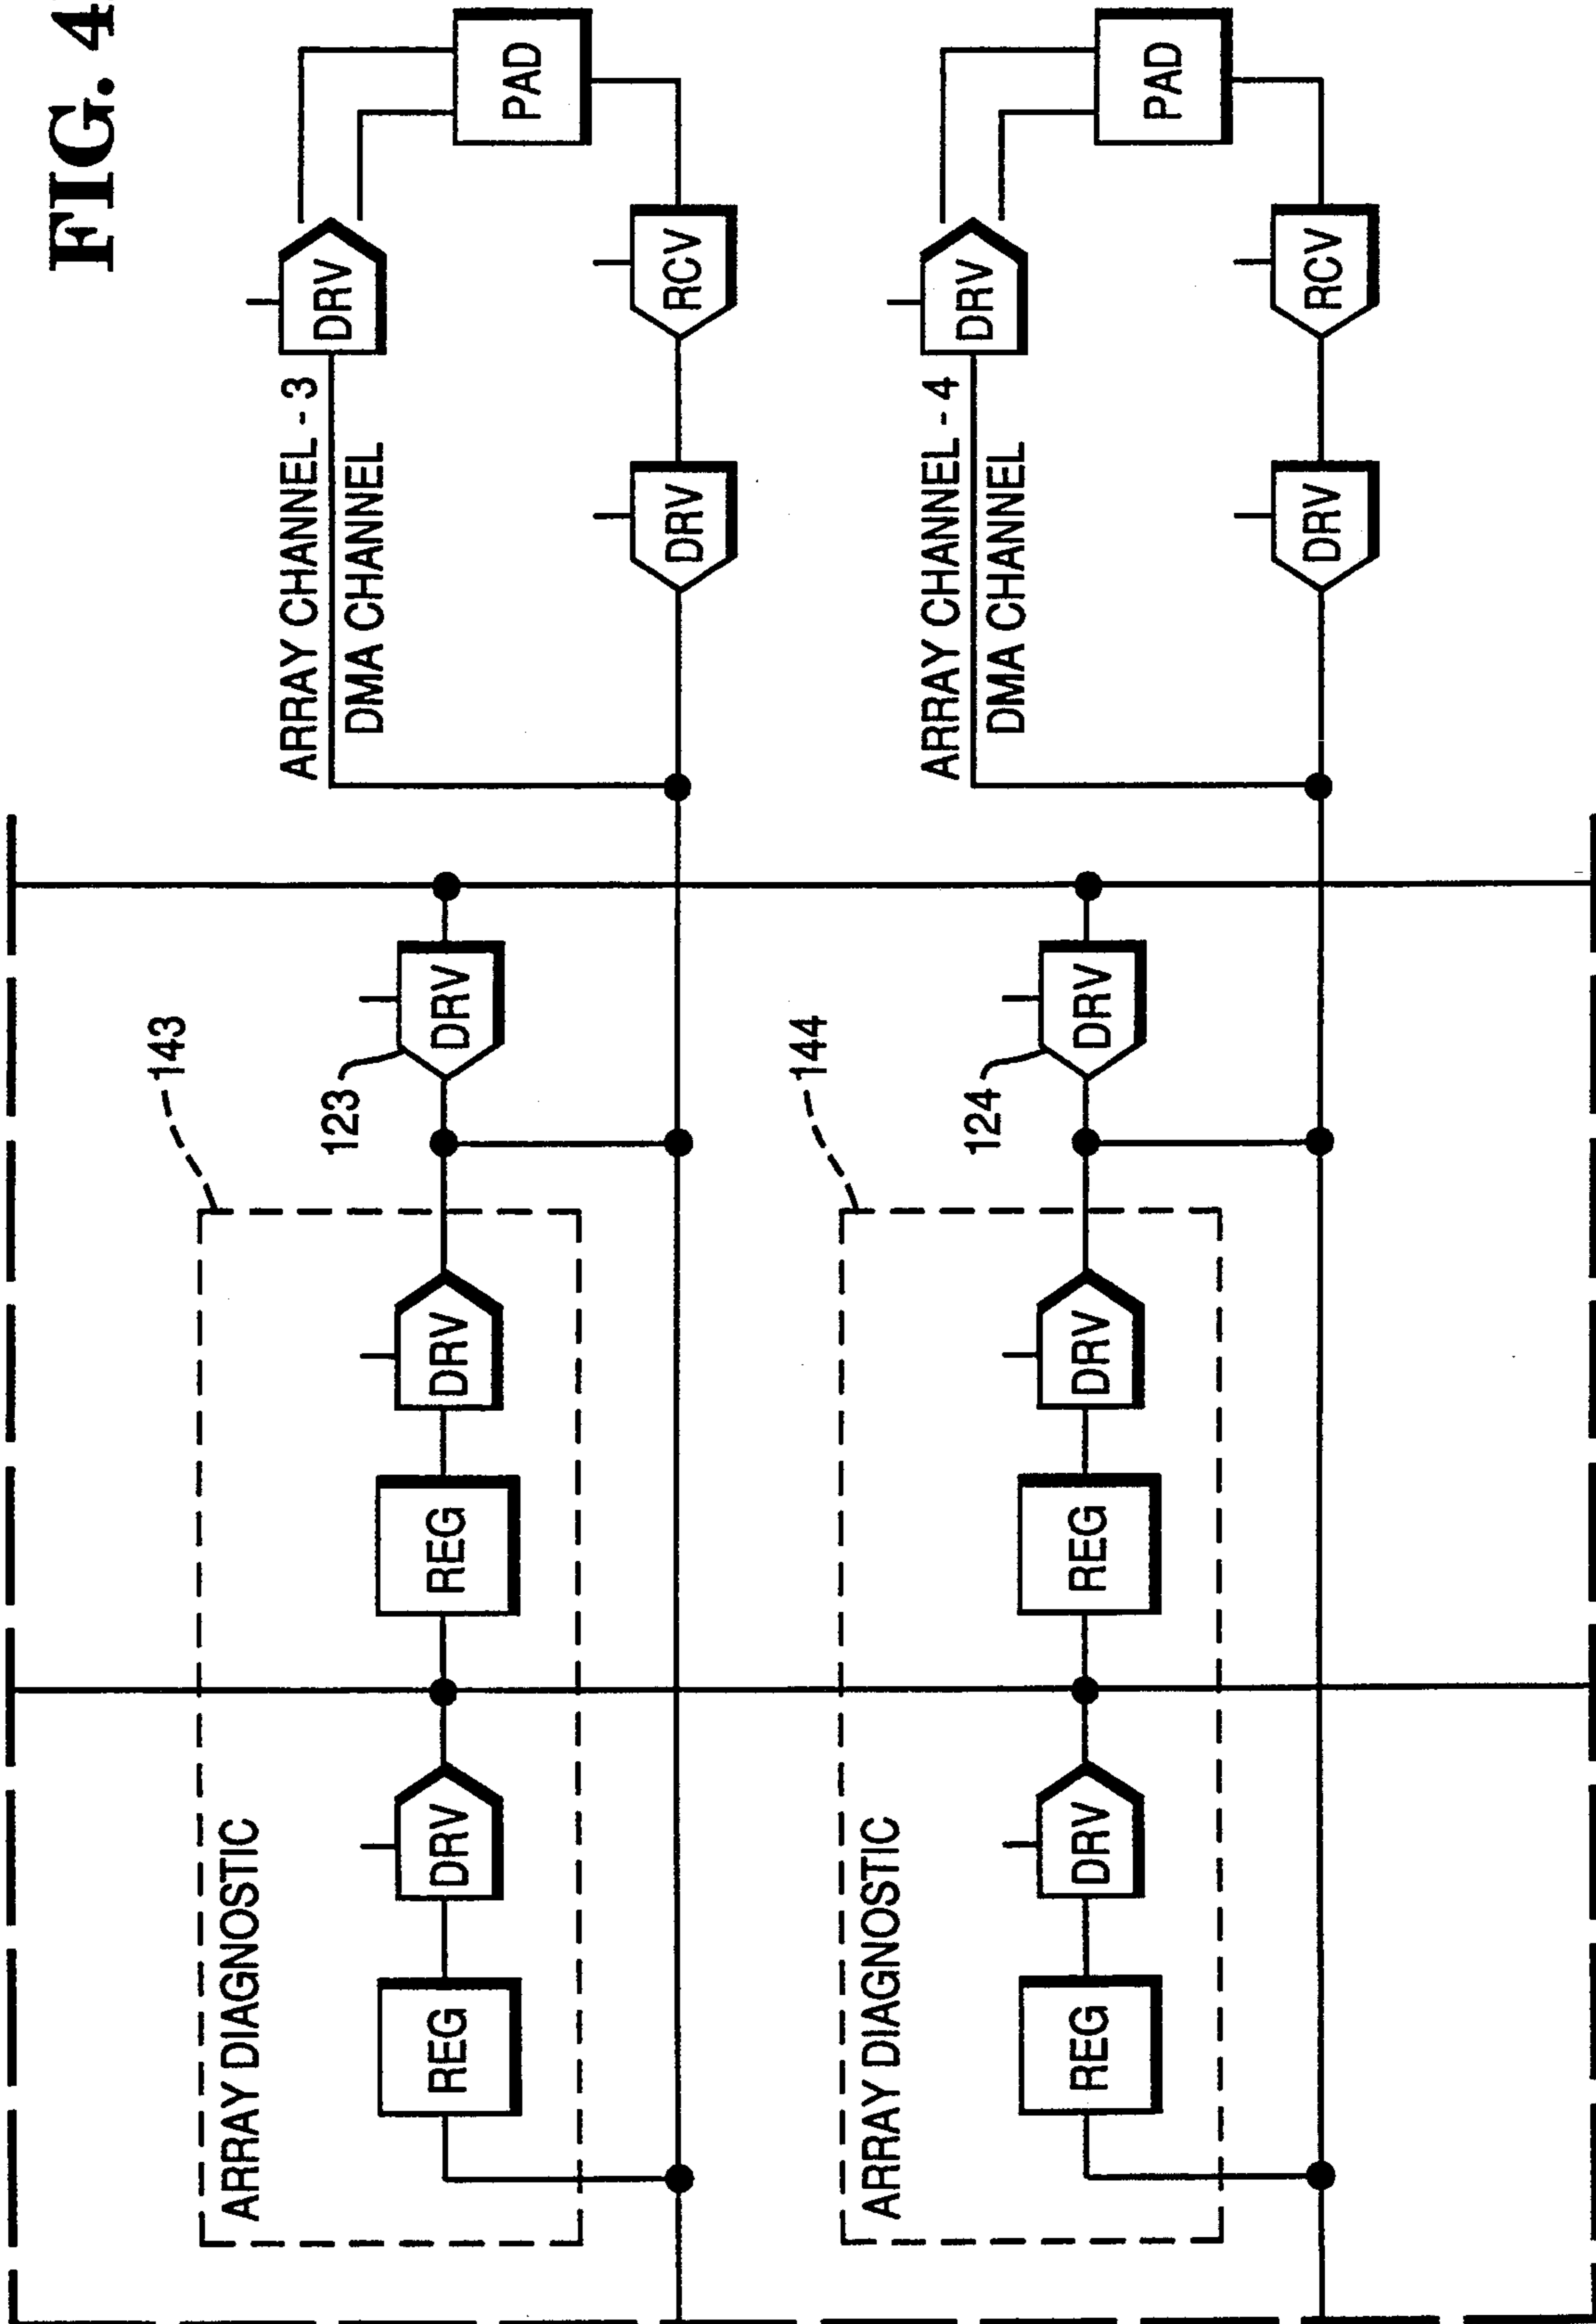 FIG. 4
143
ARRAY DIAGNOSTIC
ARRAY CHANNEL - 3
DMA CHANNEL
DRV
123
REG
DRV
REG
DRV
DRV
PAD
DRV
RCV
144
ARRAY DIAGNOSTIC
ARRAY CHANNEL - 4
DMA CHANNEL
DRV
124
REG
DRV
REG
DRV
DRV
PAD
DRV
RCV